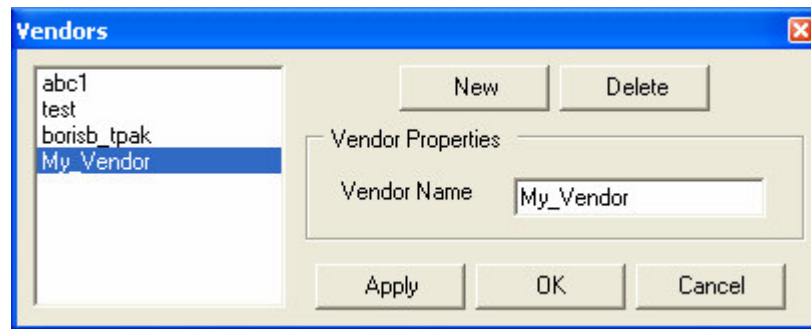 Vendors
abc1
test
borisb_tpak
My_Vendor
New Delete
Vendor Properties
Vendor Name My_Vendor
Apply OK Cancel